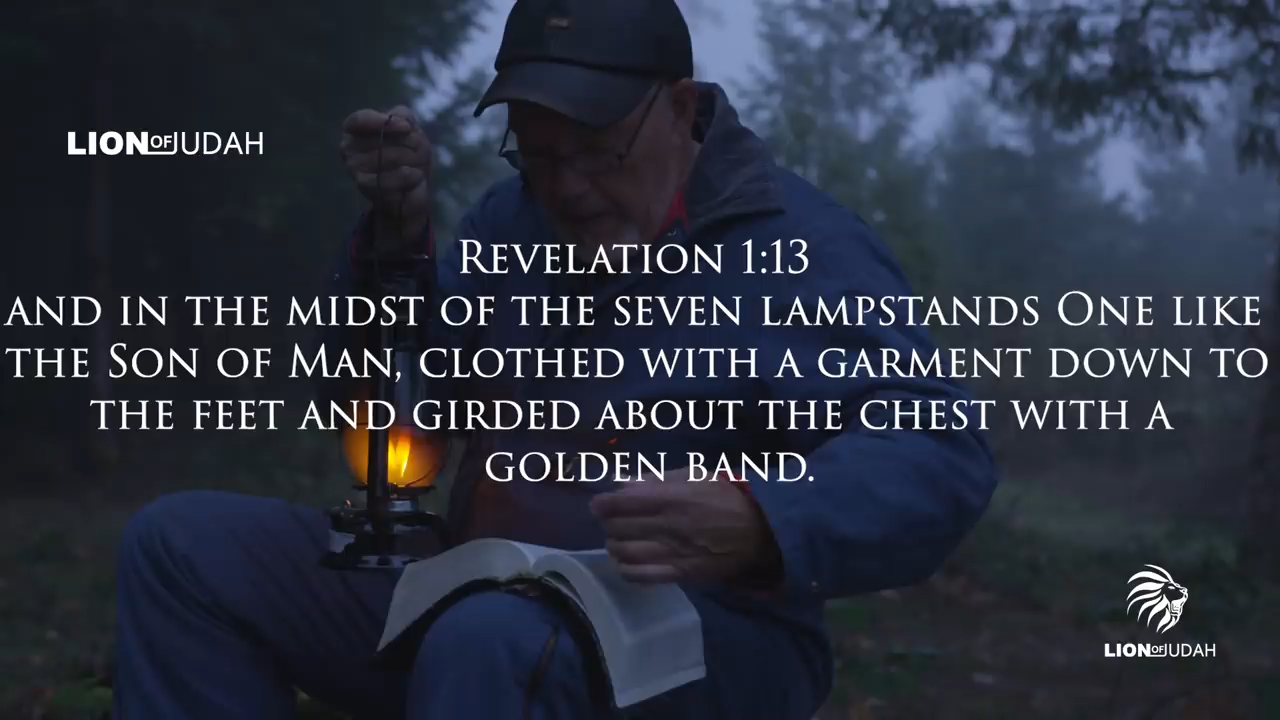 LION OF JUDAH
Revelation 1:13
and in the midst of the seven lampstands One like
the Son of Man, clothed with a garment down to
the feet and girded about the chest with a
golden band.
LION OF JUDAH